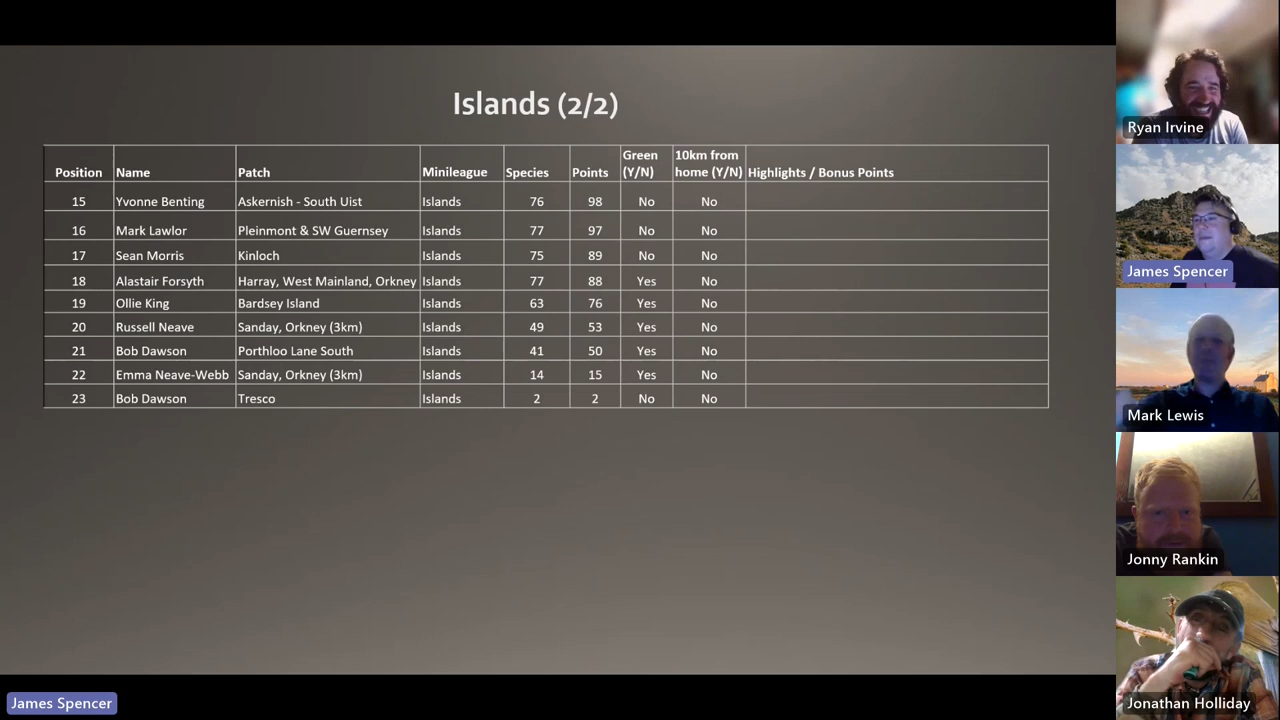 Islands (2/2)
Position Name Patch Minileague Species Points Green (Y/N) 10km from home (Y/N) Highlights / Bonus Points
15 Yvonne Benting Askernish - South Uist Islands 76 98 No No
16 Mark Lawlor Pleinmont & SW Guernsey Islands 77 97 No No
17 Sean Morris Kinloch Islands 75 89 No No
18 Alastair Forsyth Harray, West Mainland, Orkney Islands 77 88 Yes No
19 Ollie King Bardsey Island Islands 63 76 Yes No
20 Russell Neave Sanday, Orkney (3km) Islands 49 53 Yes No
21 Bob Dawson Porthloo Lane South Islands 41 50 Yes No
22 Emma Neave-Webb Sanday, Orkney (3km) Islands 14 15 Yes No
23 Bob Dawson Tresco Islands 2 2 No No
Ryan Irvine
James Spencer
Mark Lewis
Jonny Rankin
Jonathan Holliday
James Spencer